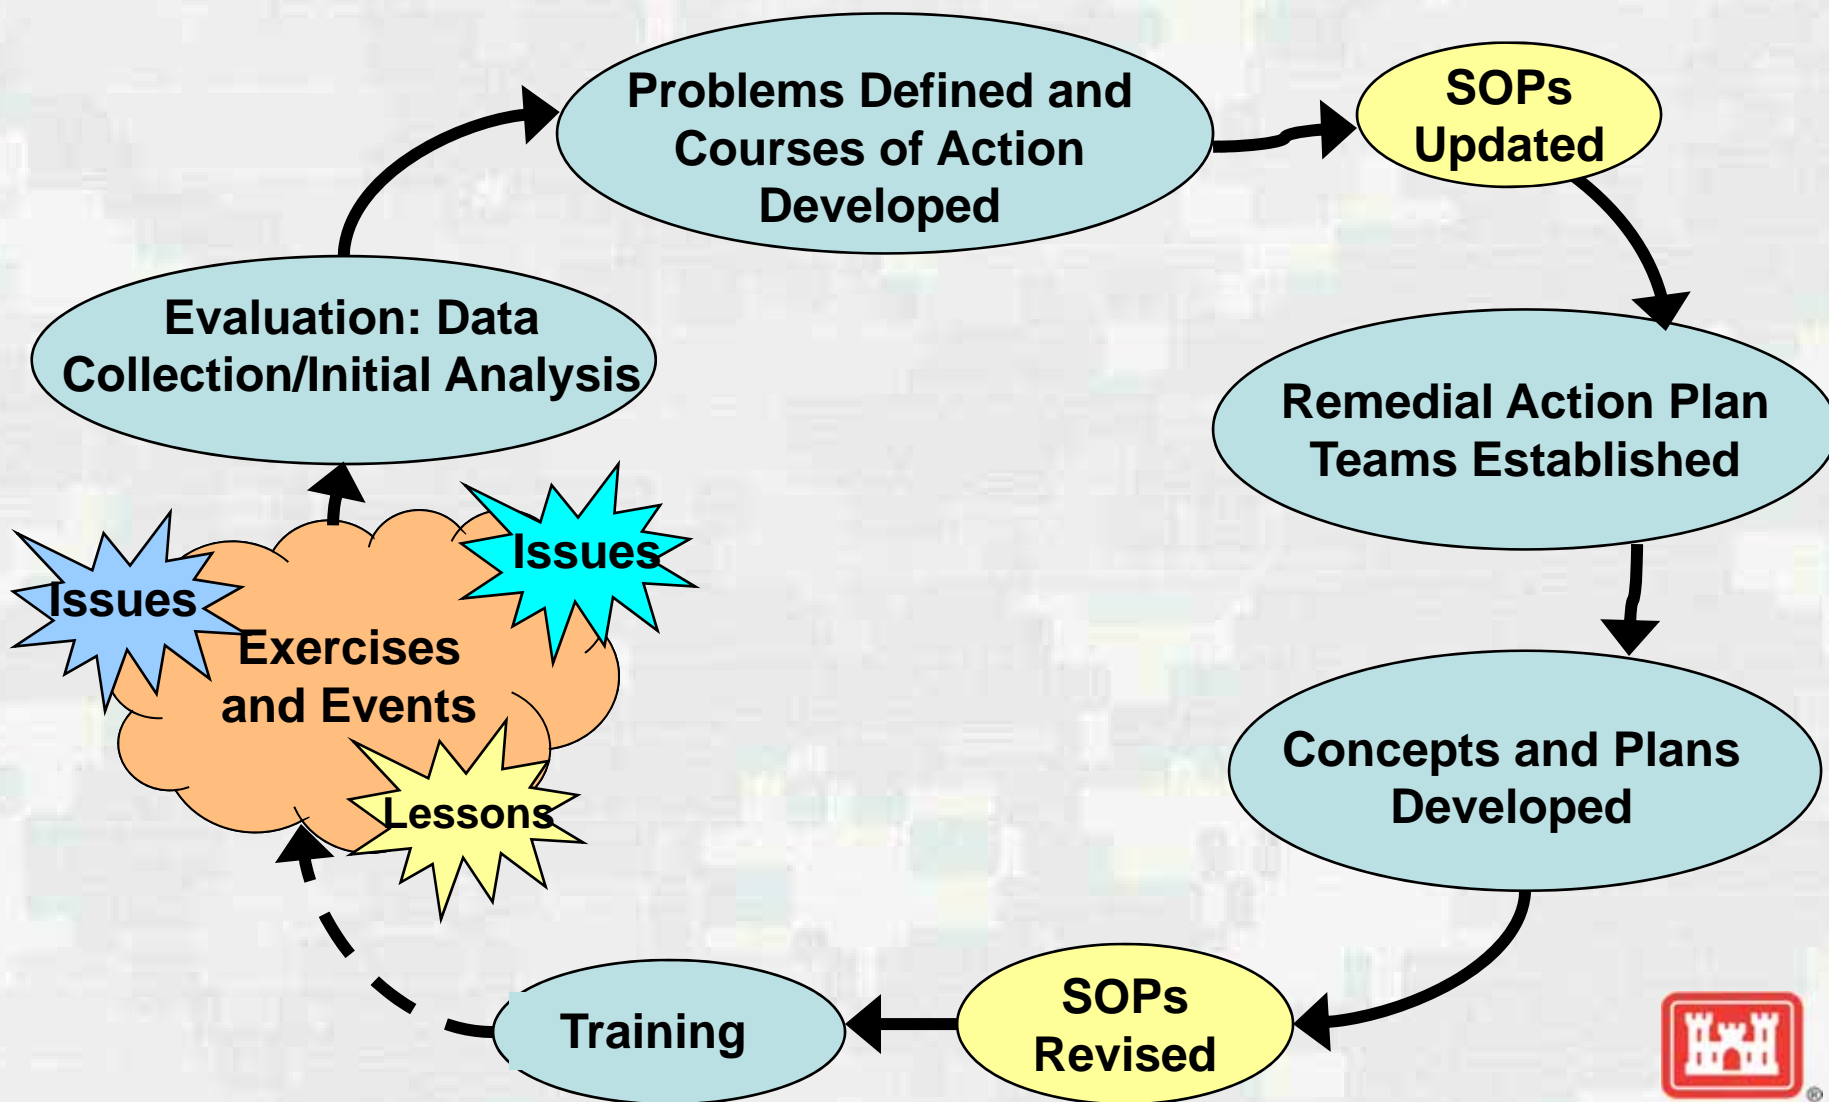 Problems Defined and
Courses of Action
Developed
SOPs
Updated
Evaluation: Data
Collection/Initial Analysis
Remedial Action Plan
Teams Established
Issues
Issues
Exercises
and Events
Lessons
Concepts and Plans
Developed
SOPs
Revised
Training
®